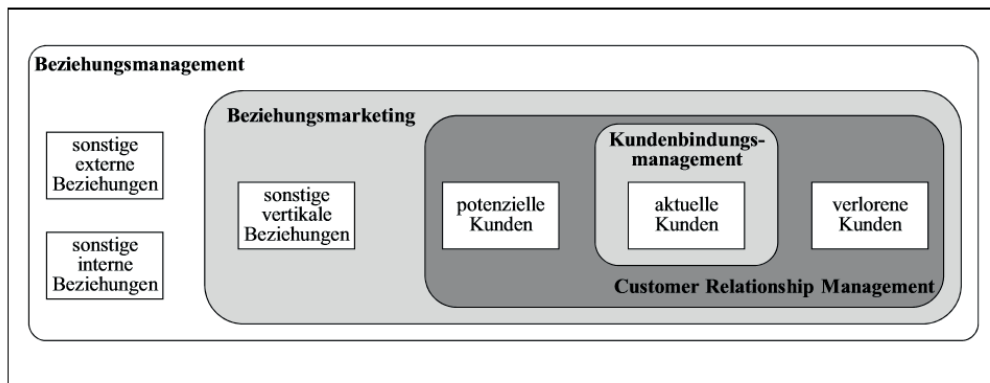 Beziehungsmanagement
sonstige
externe
Beziehungen
sonstige
interne
Beziehungen
Beziehungsmarketing
sonstige
vertikale
Beziehungen
potenzielle
Kunden
Kundenbindungs-
management
aktuelle
Kunden
verlorene
Kunden
Customer Relationship Management